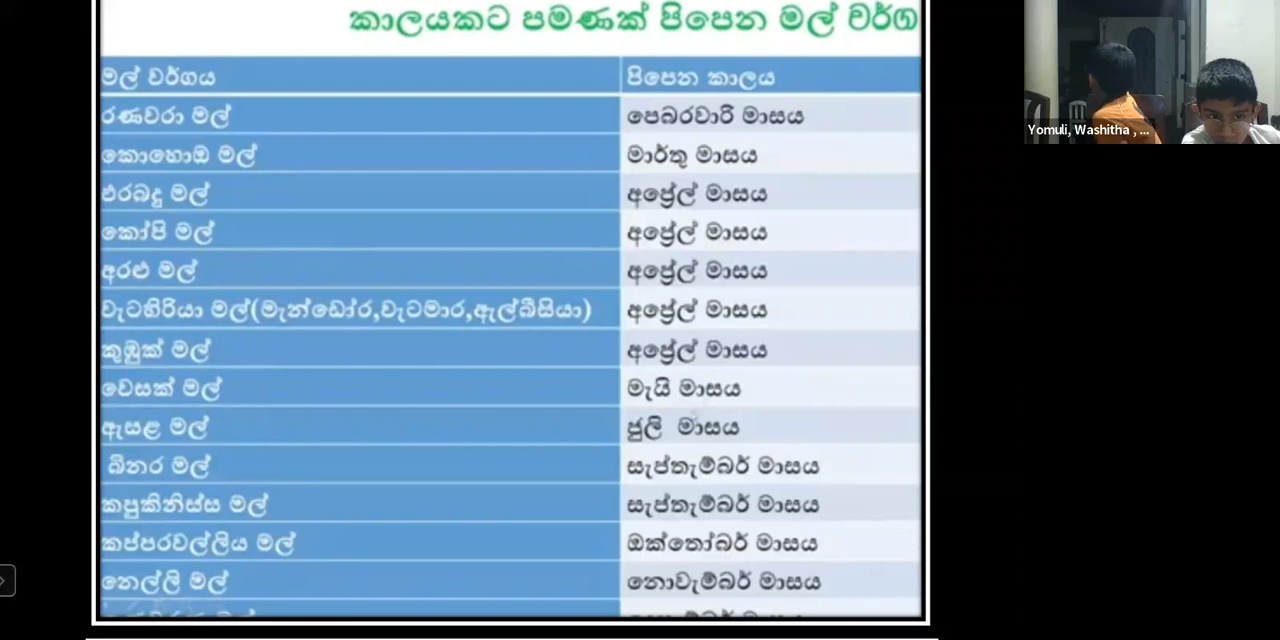 කාලයකට පමණක් පිපෙන මල් වර්ග
මල් වර්ගය පිපෙන කාලය
රණවරා මල් පෙබරවාරි මාසය
කොහොඹ මල් මාර්තු මාසය
එරබදු මල් අප්‍රේල් මාසය
කෝපි මල් අප්‍රේල් මාසය
අරළු මල් අප්‍රේල් මාසය
වැටහිරියා මල්(මැන්ඩෝර,වැටමාර,ඇල්බීසියා) අප්‍රේල් මාසය
කුඹුක් මල් අප්‍රේල් මාසය
වෙසක් මල් මැයි මාසය
ඇසළ මල් ජුලි මාසය
බිනර මල් සැප්තැම්බර් මාසය
කපුකිනිස්ස මල් සැප්තැම්බර් මාසය
කප්පරවල්ලිය මල් ඔක්තෝබර් මාසය
නෙල්ලි මල් නොවැම්බර් මාසය
Yomuli, Washitha , ...